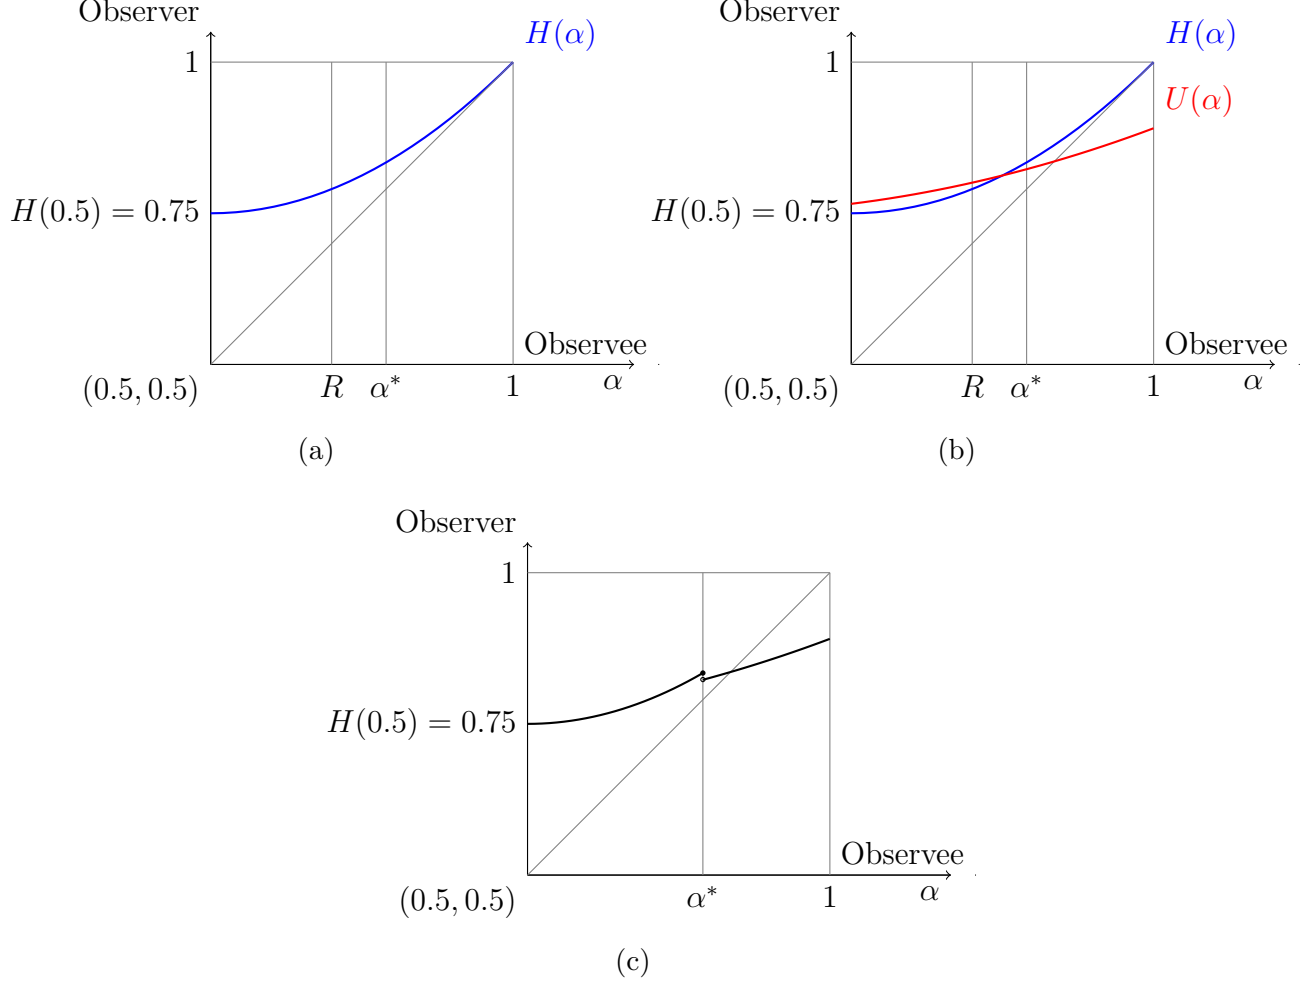 Observer
H(α)
1
H(0.5) = 0.75
Observee
(0.5, 0.5)
R
α*
1
α
(a)
Observer
H(α)
1
U(α)
H(0.5) = 0.75
Observee
(0.5, 0.5)
R
α*
1
α
(b)
Observer
1
H(0.5) = 0.75
Observee
(0.5, 0.5)
α*
1
α
(c)